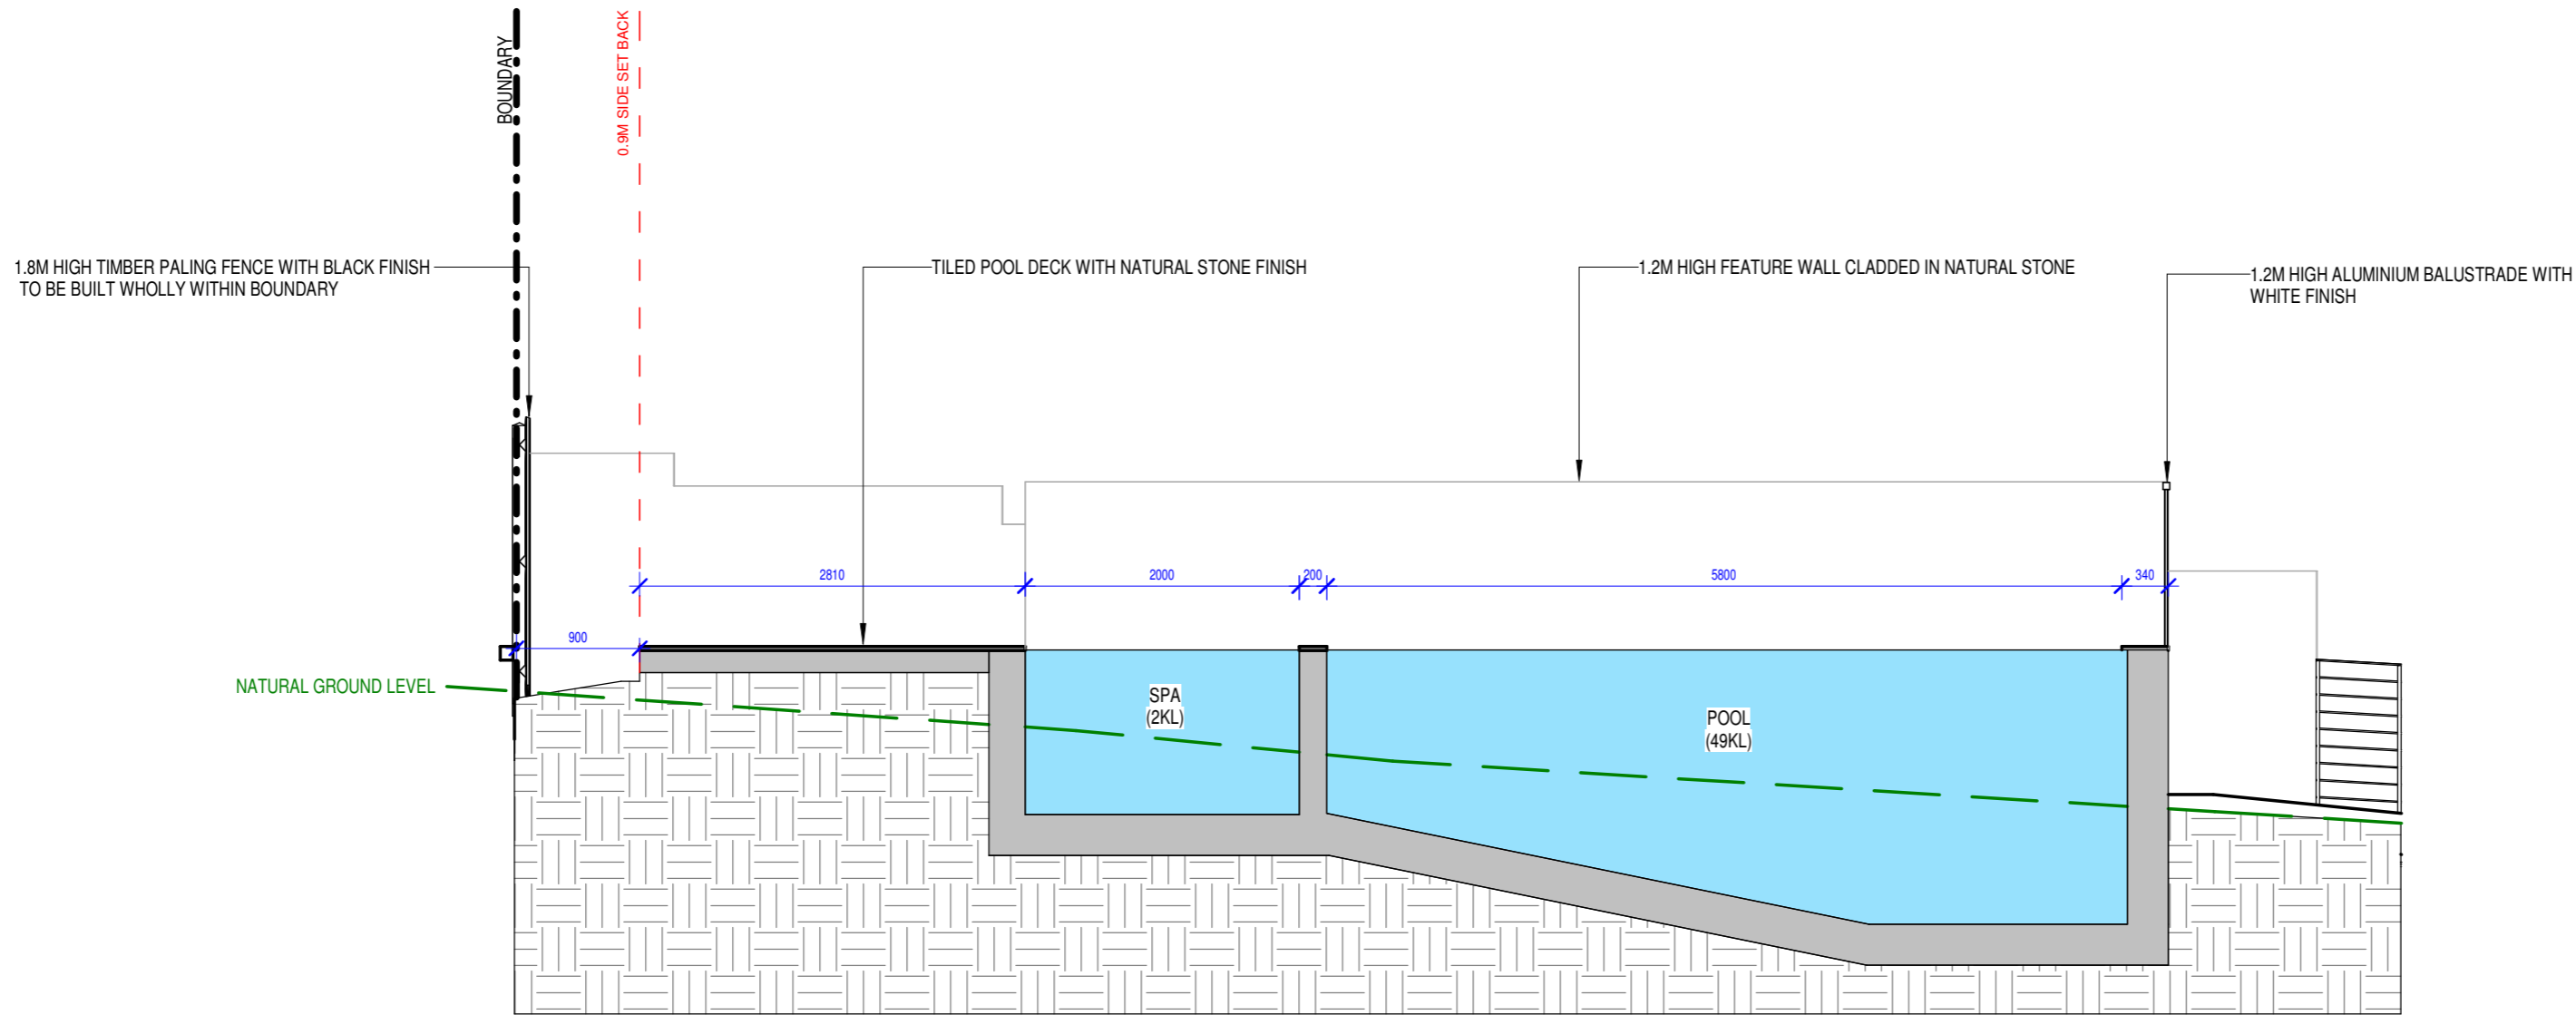 BOUNDARY
0.9M SIDE SET BACK
1.8M HIGH TIMBER PALING FENCE WITH BLACK FINISH
TO BE BUILT WHOLLY WITHIN BOUNDARY
TILED POOL DECK WITH NATURAL STONE FINISH
1.2M HIGH FEATURE WALL CLADDED IN NATURAL STONE
1.2M HIGH ALUMINIUM BALUSTRADE WITH
WHITE FINISH
2810
2000
200
5800
340
900
NATURAL GROUND LEVEL
SPA
(2KL)
POOL
(49KL)